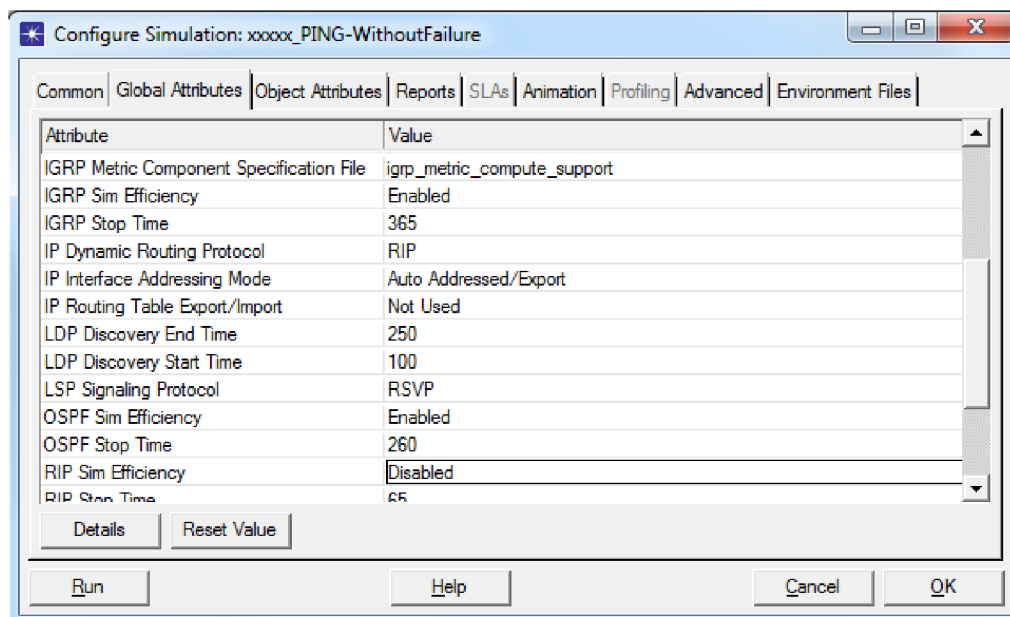 Configure Simulation: xxxxx_PING-WithoutFailure
Common Global Attributes Object Attributes Reports SLAs Animation Profiling Advanced Environment Files
Attribute Value
IGRP Metric Component Specification File igrp_metric_compute_support
IGRP Sim Efficiency Enabled
IGRP Stop Time 365
IP Dynamic Routing Protocol RIP
IP Interface Addressing Mode Auto Addressed/Export
IP Routing Table Export/Import Not Used
LDP Discovery End Time 250
LDP Discovery Start Time 100
LSP Signaling Protocol RSVP
OSPF Sim Efficiency Enabled
OSPF Stop Time 260
RIP Sim Efficiency Disabled
RIP Stop Time 65
Details Reset Value
Run Help Cancel OK